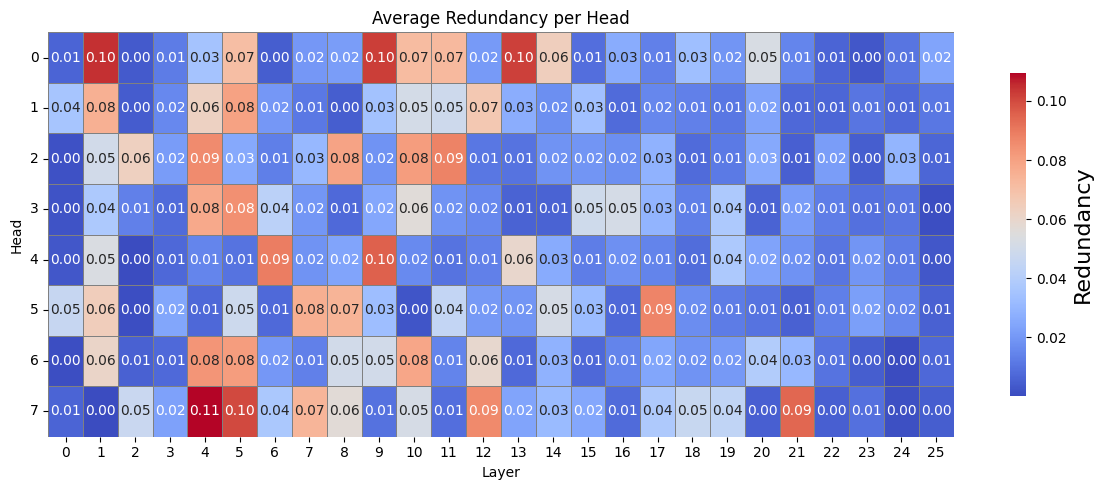 Average Redundancy per Head
0 0.01 0.10 0.00 0.01 0.03 0.07 0.00 0.02 0.02 0.10 0.07 0.07 0.02 0.10 0.06 0.01 0.03 0.01 0.03 0.02 0.05 0.01 0.00 0.00 0.01 0.02
1 0.04 0.08 0.00 0.02 0.06 0.08 0.02 0.01 0.00 0.03 0.05 0.05 0.07 0.03 0.02 0.03 0.01 0.02 0.01 0.01 0.02 0.01 0.01 0.01 0.01 0.01
2 0.00 0.05 0.06 0.02 0.09 0.03 0.01 0.03 0.08 0.02 0.08 0.09 0.01 0.01 0.02 0.02 0.02 0.03 0.01 0.01 0.03 0.01 0.02 0.00 0.03 0.01
3 0.00 0.04 0.01 0.01 0.08 0.08 0.04 0.02 0.01 0.02 0.06 0.02 0.02 0.01 0.01 0.05 0.05 0.03 0.01 0.04 0.01 0.02 0.01 0.01 0.01 0.00
4 0.00 0.05 0.00 0.01 0.01 0.01 0.09 0.02 0.02 0.10 0.02 0.01 0.01 0.06 0.03 0.01 0.02 0.01 0.01 0.04 0.02 0.02 0.01 0.02 0.01 0.00
5 0.05 0.06 0.00 0.02 0.01 0.05 0.01 0.08 0.07 0.03 0.00 0.04 0.02 0.02 0.05 0.03 0.01 0.09 0.02 0.01 0.01 0.01 0.01 0.02 0.02 0.01
6 0.00 0.06 0.01 0.01 0.08 0.08 0.02 0.01 0.05 0.05 0.08 0.01 0.06 0.01 0.03 0.01 0.01 0.02 0.02 0.02 0.04 0.03 0.01 0.00 0.00 0.01
7 0.01 0.00 0.05 0.02 0.11 0.10 0.04 0.07 0.06 0.01 0.05 0.01 0.09 0.02 0.03 0.02 0.01 0.04 0.05 0.04 0.00 0.09 0.00 0.01 0.00 0.00
0 1 2 3 4 5 6 7 8 9 10 11 12 13 14 15 16 17 18 19 20 21 22 23 24 25
Layer
Head
0.10
0.08
0.06
0.04
0.02
Redundancy